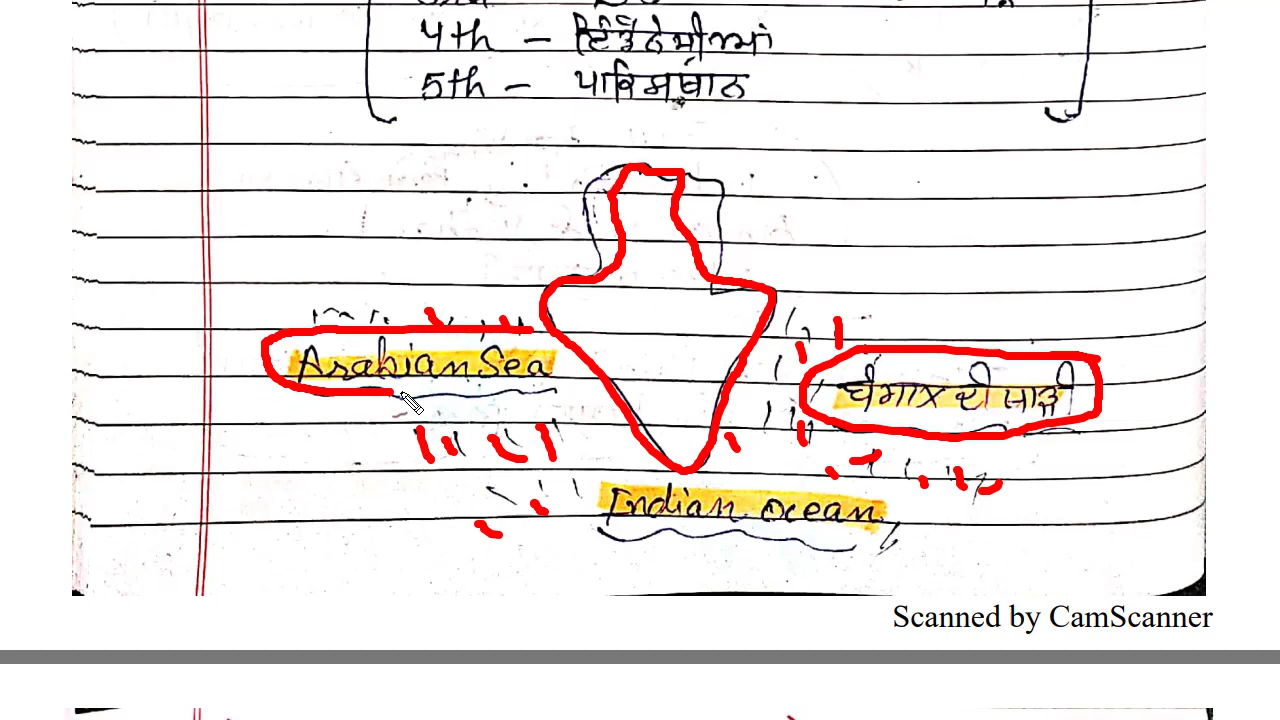 4th - ਇੰਡੋਨੇਸ਼ੀਆ
5th - ਪਾਕਿਸਤਾਨ
Arabian Sea
ਬੰਗਾਲ ਦੀ ਖਾੜੀ
Indian Ocean
Scanned by CamScanner